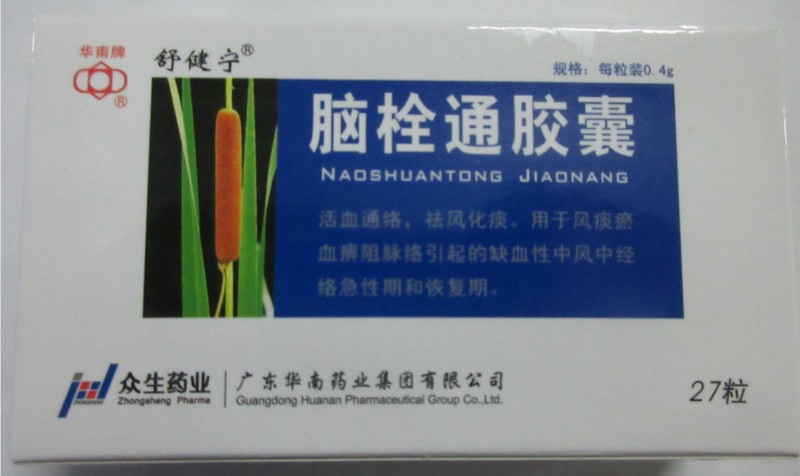 华南牌
®
舒健宁®
规格：每粒装0.4g
脑栓通胶囊
NAOSHUANTONG JIAONANG
活血通络，祛风化痰。用于风痰瘀
血痹阻脉络引起的缺血性中风中经
络急性期和恢复期。
众生药业
Zhongsheng Pharma
广东华南药业集团有限公司
Guangdong Huanan Pharmaceutical Group Co.,Ltd.
27粒